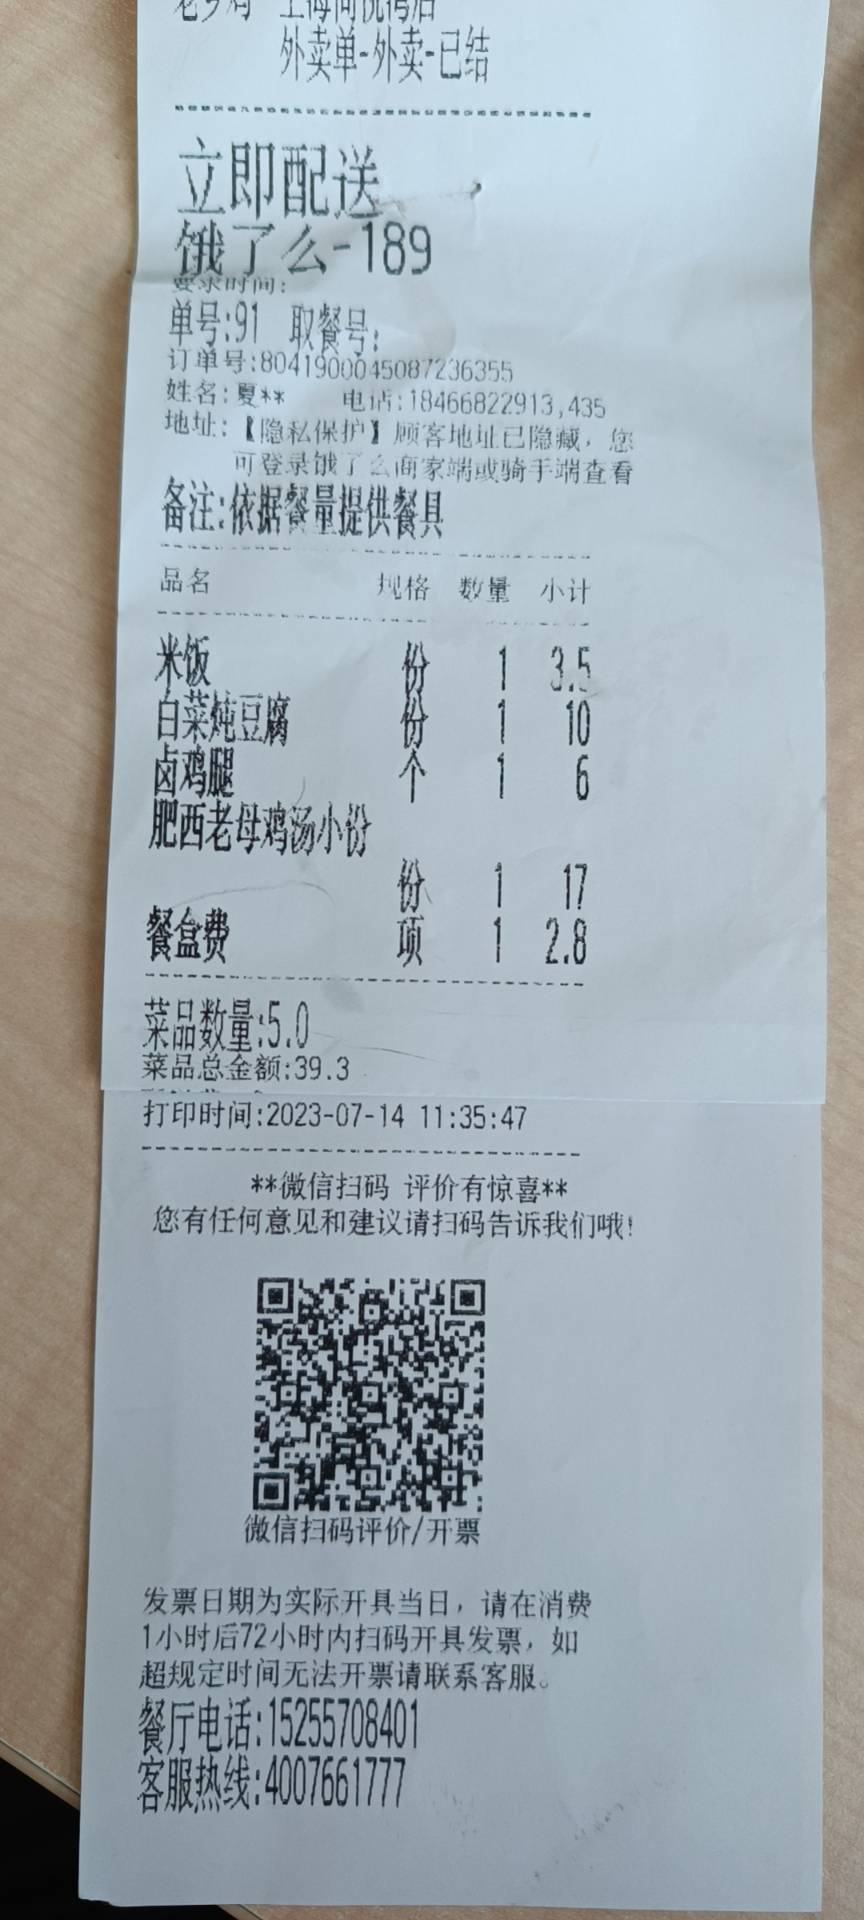 外卖单-外卖-已结
立即配送
饿了么-189
要求时间:
单号:91 取餐号:
订单号:8041900045087236355
姓名:夏** 电话:18466822913,435
地址:【隐私保护】顾客地址已隐藏，您
可登录饿了么商家端或骑手端查看
备注:依据餐量提供餐具
品名 规格 数量 小计
米饭 份 1 3.5
白菜炖豆腐 份 1 10
卤鸡腿 个 1 6
肥西老母鸡汤小份
份 1 17
餐盒费 项 1 2.8
菜品数量:5.0
菜品总金额:39.3
打印时间:2023-07-14 11:35:47
**微信扫码 评价有惊喜**
您有任何意见和建议请扫码告诉我们哦!
微信扫码评价/开票
发票日期为实际开具当日，请在消费
1小时后72小时内扫码开具发票，如
超规定时间无法开票请联系客服。
餐厅电话:15255708401
客服热线:4007661777